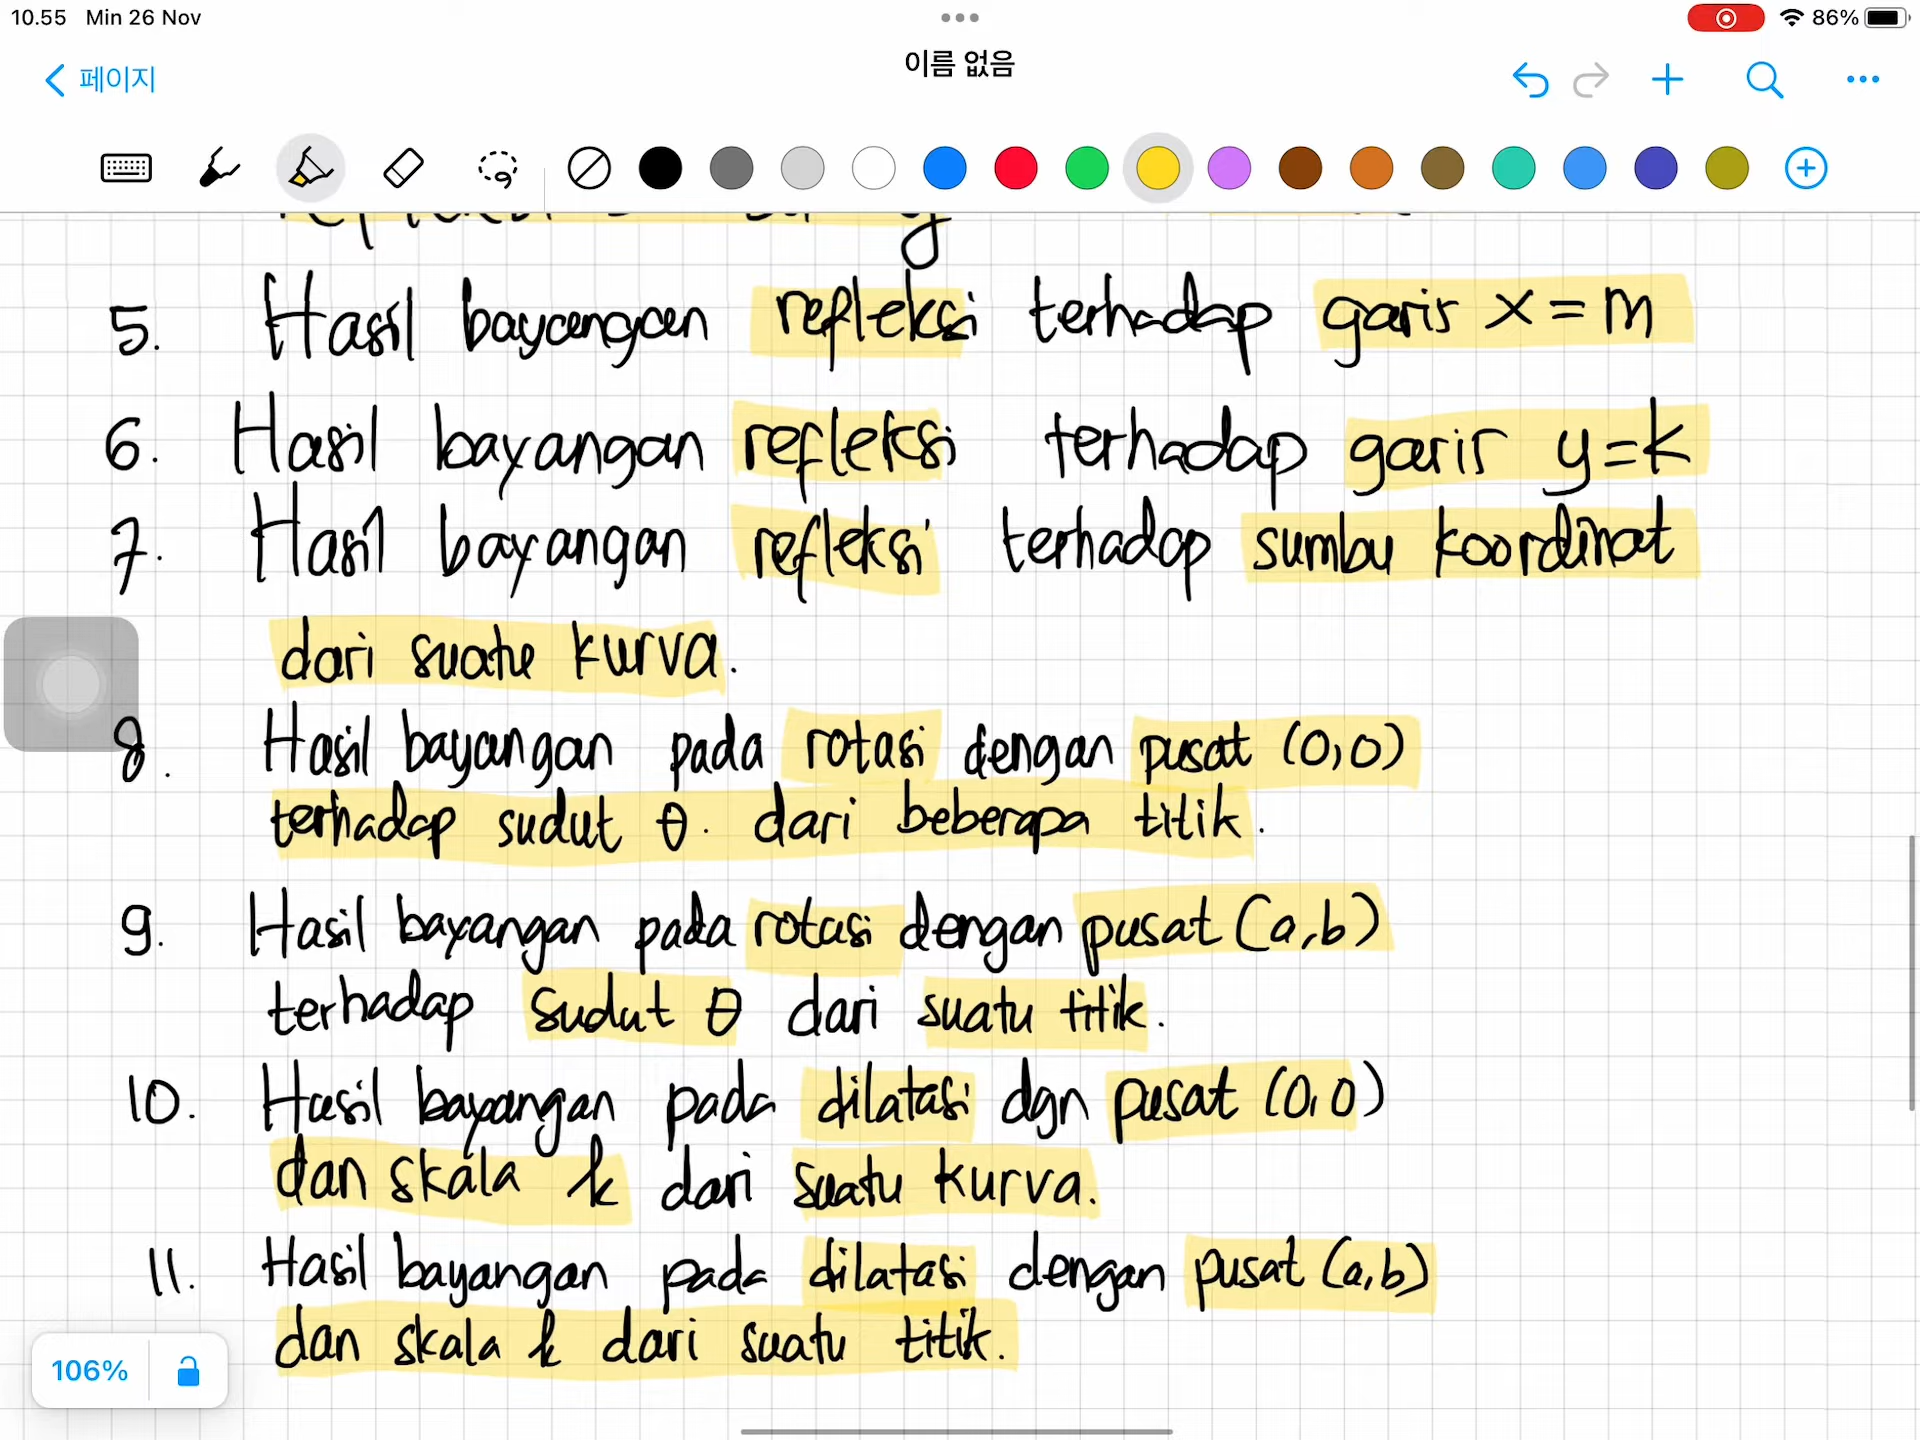 10.55 Min 26 Nov
86%
페이지
이름 없음
5. Hasil bayangan refleksi terhadap garis x = m
6. Hasil bayangan refleksi terhadap garis y=k
7. Hasil bayangan refleksi terhadap sumbu koordinat
dari suatu kurva.
8. Hasil bayangan pada rotasi dengan pusat (0,0)
terhadap sudut θ. dari beberapa titik.
9. Hasil bayangan pada rotasi dengan pusat (a,b)
terhadap sudut θ dari suatu titik.
10. Hasil bayangan pada dilatasi dgn pusat (0,0)
dan skala k dari suatu kurva.
11. Hasil bayangan pada dilatasi dengan pusat (a,b)
dan skala k dari suatu titik.
106%